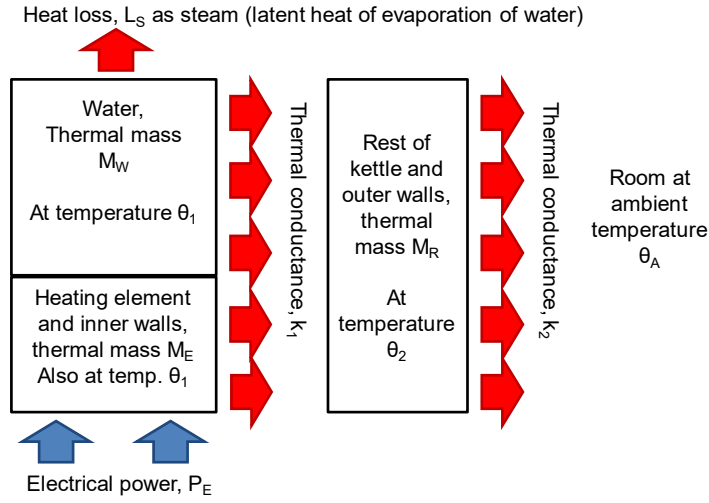 Heat loss, L_S as steam (latent heat of evaporation of water)
Water,
Thermal mass
M_W
At temperature θ_1
Heating element
and inner walls,
thermal mass M_E
Also at temp. θ_1
Electrical power, P_E
Thermal conductance, k_1
Rest of
kettle and
outer walls,
thermal
mass M_R
At
temperature
θ_2
Thermal conductance, k_2
Room at
ambient
temperature
θ_A